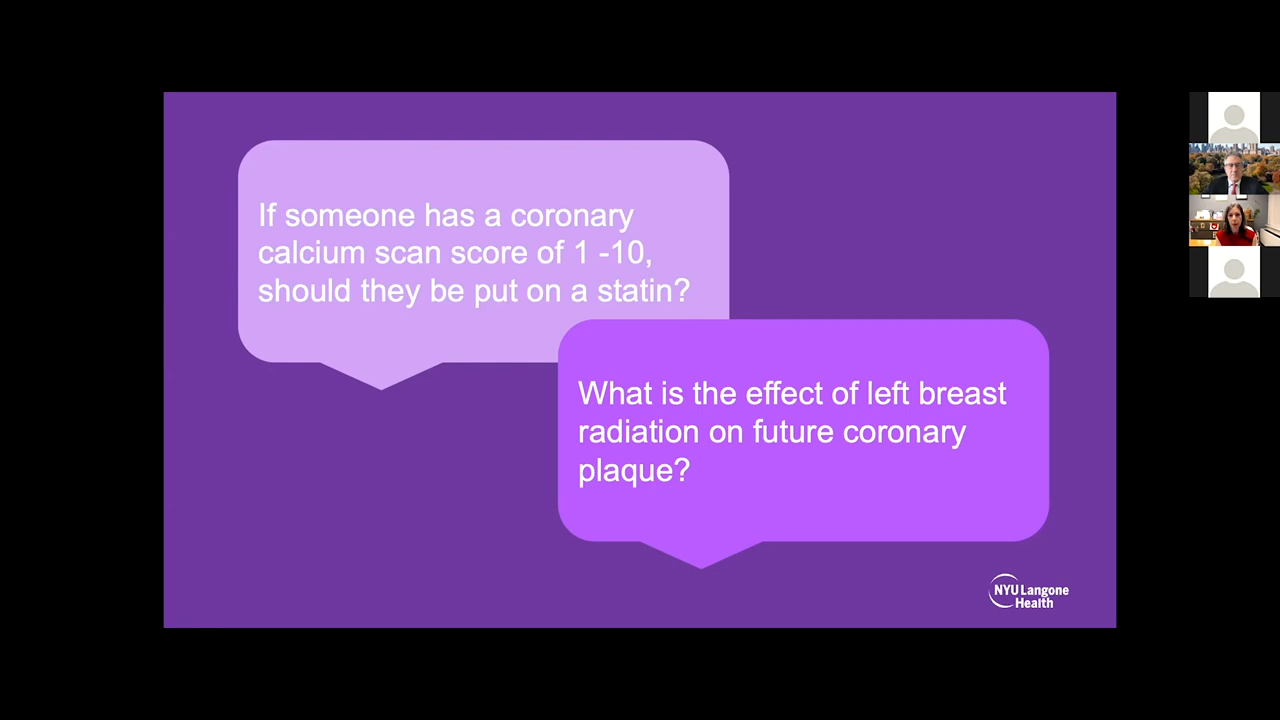 If someone has a coronary
calcium scan score of 1 -10,
should they be put on a statin?
What is the effect of left breast
radiation on future coronary
plaque?
NYU Langone
Health